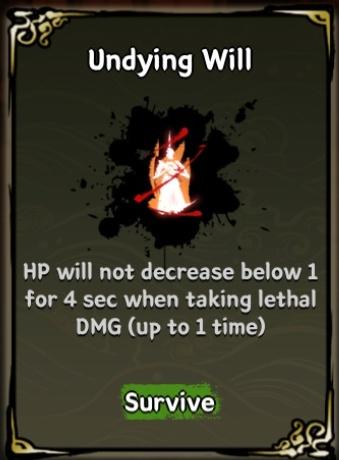 Undying Will
HP will not decrease below 1
for 4 sec when taking lethal
DMG (up to 1 time)
Survive